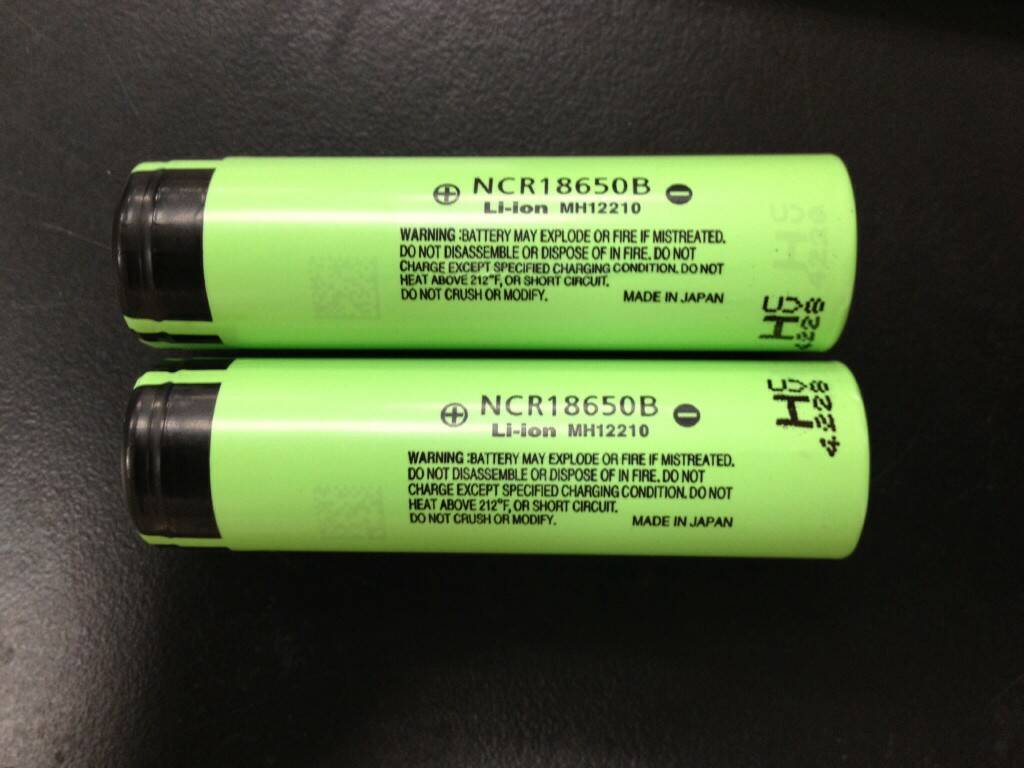 ⊕ NCR18650B ⊖
Li-ion MH12210
WARNING :BATTERY MAY EXPLODE OR FIRE IF MISTREATED.
DO NOT DISASSEMBLE OR DISPOSE OF IN FIRE. DO NOT
CHARGE EXCEPT SPECIFIED CHARGING CONDITION. DO NOT
HEAT ABOVE 212°F, OR SHORT CIRCUIT.
DO NOT CRUSH OR MODIFY. MADE IN JAPAN
4228
⊕ NCR18650B ⊖
Li-ion MH12210
WARNING :BATTERY MAY EXPLODE OR FIRE IF MISTREATED.
DO NOT DISASSEMBLE OR DISPOSE OF IN FIRE. DO NOT
CHARGE EXCEPT SPECIFIED CHARGING CONDITION. DO NOT
HEAT ABOVE 212°F, OR SHORT CIRCUIT.
DO NOT CRUSH OR MODIFY. MADE IN JAPAN
4228